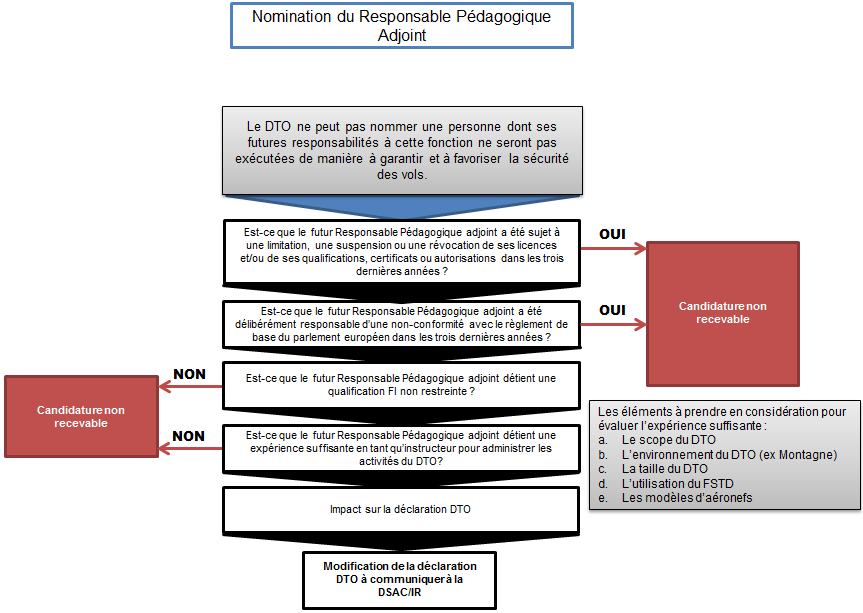 Nomination du Responsable Pédagogique
Adjoint
Le DTO ne peut pas nommer une personne dont ses
futures responsabilités à cette fonction ne seront pas
exécutées de manière à garantir et à favoriser la sécurité
des vols.
Est-ce que le futur Responsable Pédagogique adjoint a été sujet à
une limitation, une suspension ou une révocation de ses licences
et/ou de ses qualifications, certificats ou autorisations dans les trois
dernières années ?
OUI
Candidature non
recevable
Est-ce que le futur Responsable Pédagogique adjoint a été
délibérément responsable d'une non-conformité avec le règlement de
base du parlement européen dans les trois dernières années ?
OUI
Est-ce que le futur Responsable Pédagogique adjoint détient une
qualification FI non restreinte ?
NON
Candidature non
recevable
Est-ce que le futur Responsable Pédagogique adjoint détient une
expérience suffisante en tant qu'instructeur pour administrer les
activités du DTO?
NON
Les éléments à prendre en considération pour
évaluer l'expérience suffisante :
a. Le scope du DTO
b. L'environnement du DTO (ex Montagne)
c. La taille du DTO
d. L'utilisation du FSTD
e. Les modèles d'aéronefs
Impact sur la déclaration DTO
Modification de la déclaration
DTO à communiquer à la
DSAC/IR